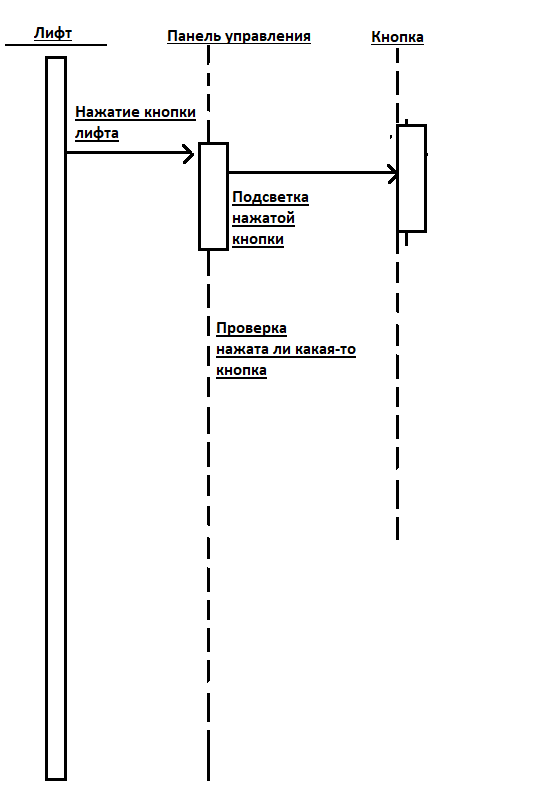 Лифт
Панель управления
Кнопка
Нажатие кнопки
лифта
Подсветка
нажатой
кнопки
Проверка
нажата ли какая-то
кнопка